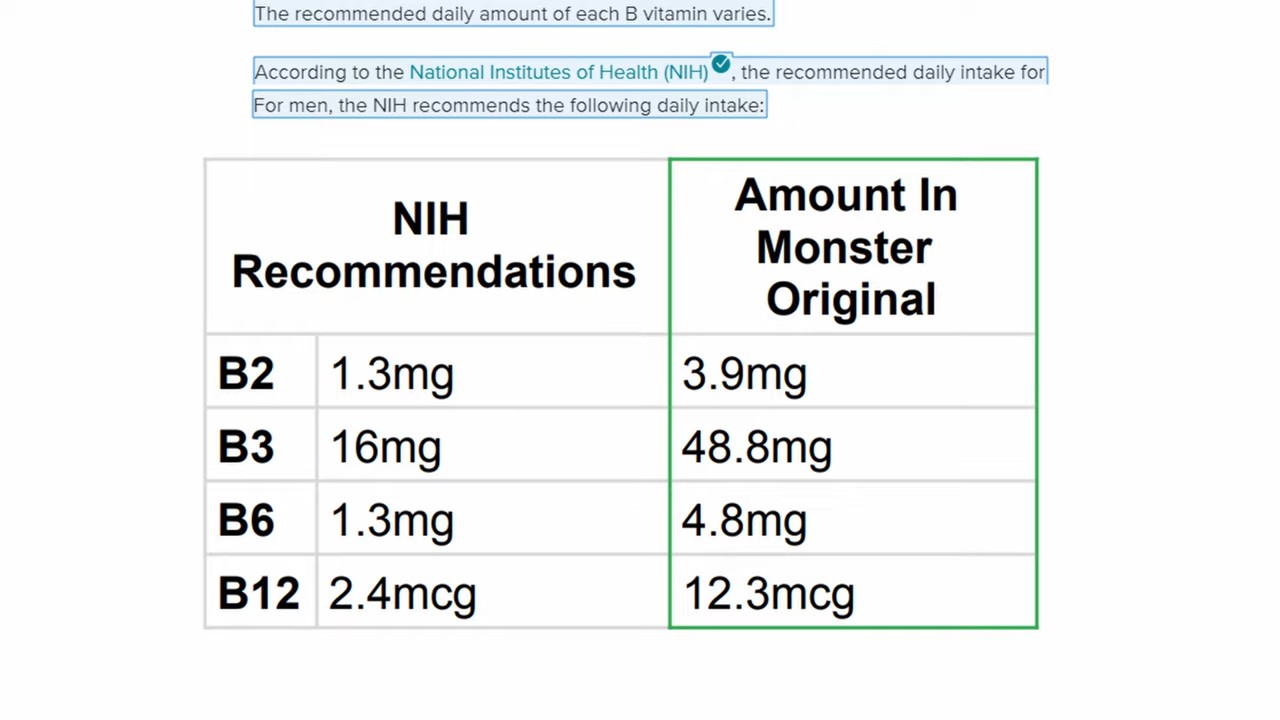 The recommended daily amount of each B vitamin varies.
According to the National Institutes of Health (NIH), the recommended daily intake for
For men, the NIH recommends the following daily intake:
NIH
Recommendations
Amount In
Monster
Original
B2 1.3mg 3.9mg
B3 16mg 48.8mg
B6 1.3mg 4.8mg
B12 2.4mcg 12.3mcg